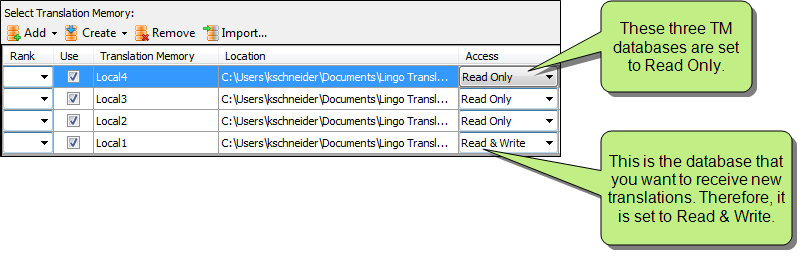 Select Translation Memory:
Add Create Remove Import...
Rank Use Translation Memory Location Access
Local4 C:\Users\kschneider\Documents\Lingo Transl... Read Only
Local3 C:\Users\kschneider\Documents\Lingo Transl... Read Only
Local2 C:\Users\kschneider\Documents\Lingo Transl... Read Only
Local1 C:\Users\kschneider\Documents\Lingo Transl... Read & Write
These three TM
databases are set
to Read Only.
This is the database that
you want to receive new
translations. Therefore, it
is set to Read & Write.